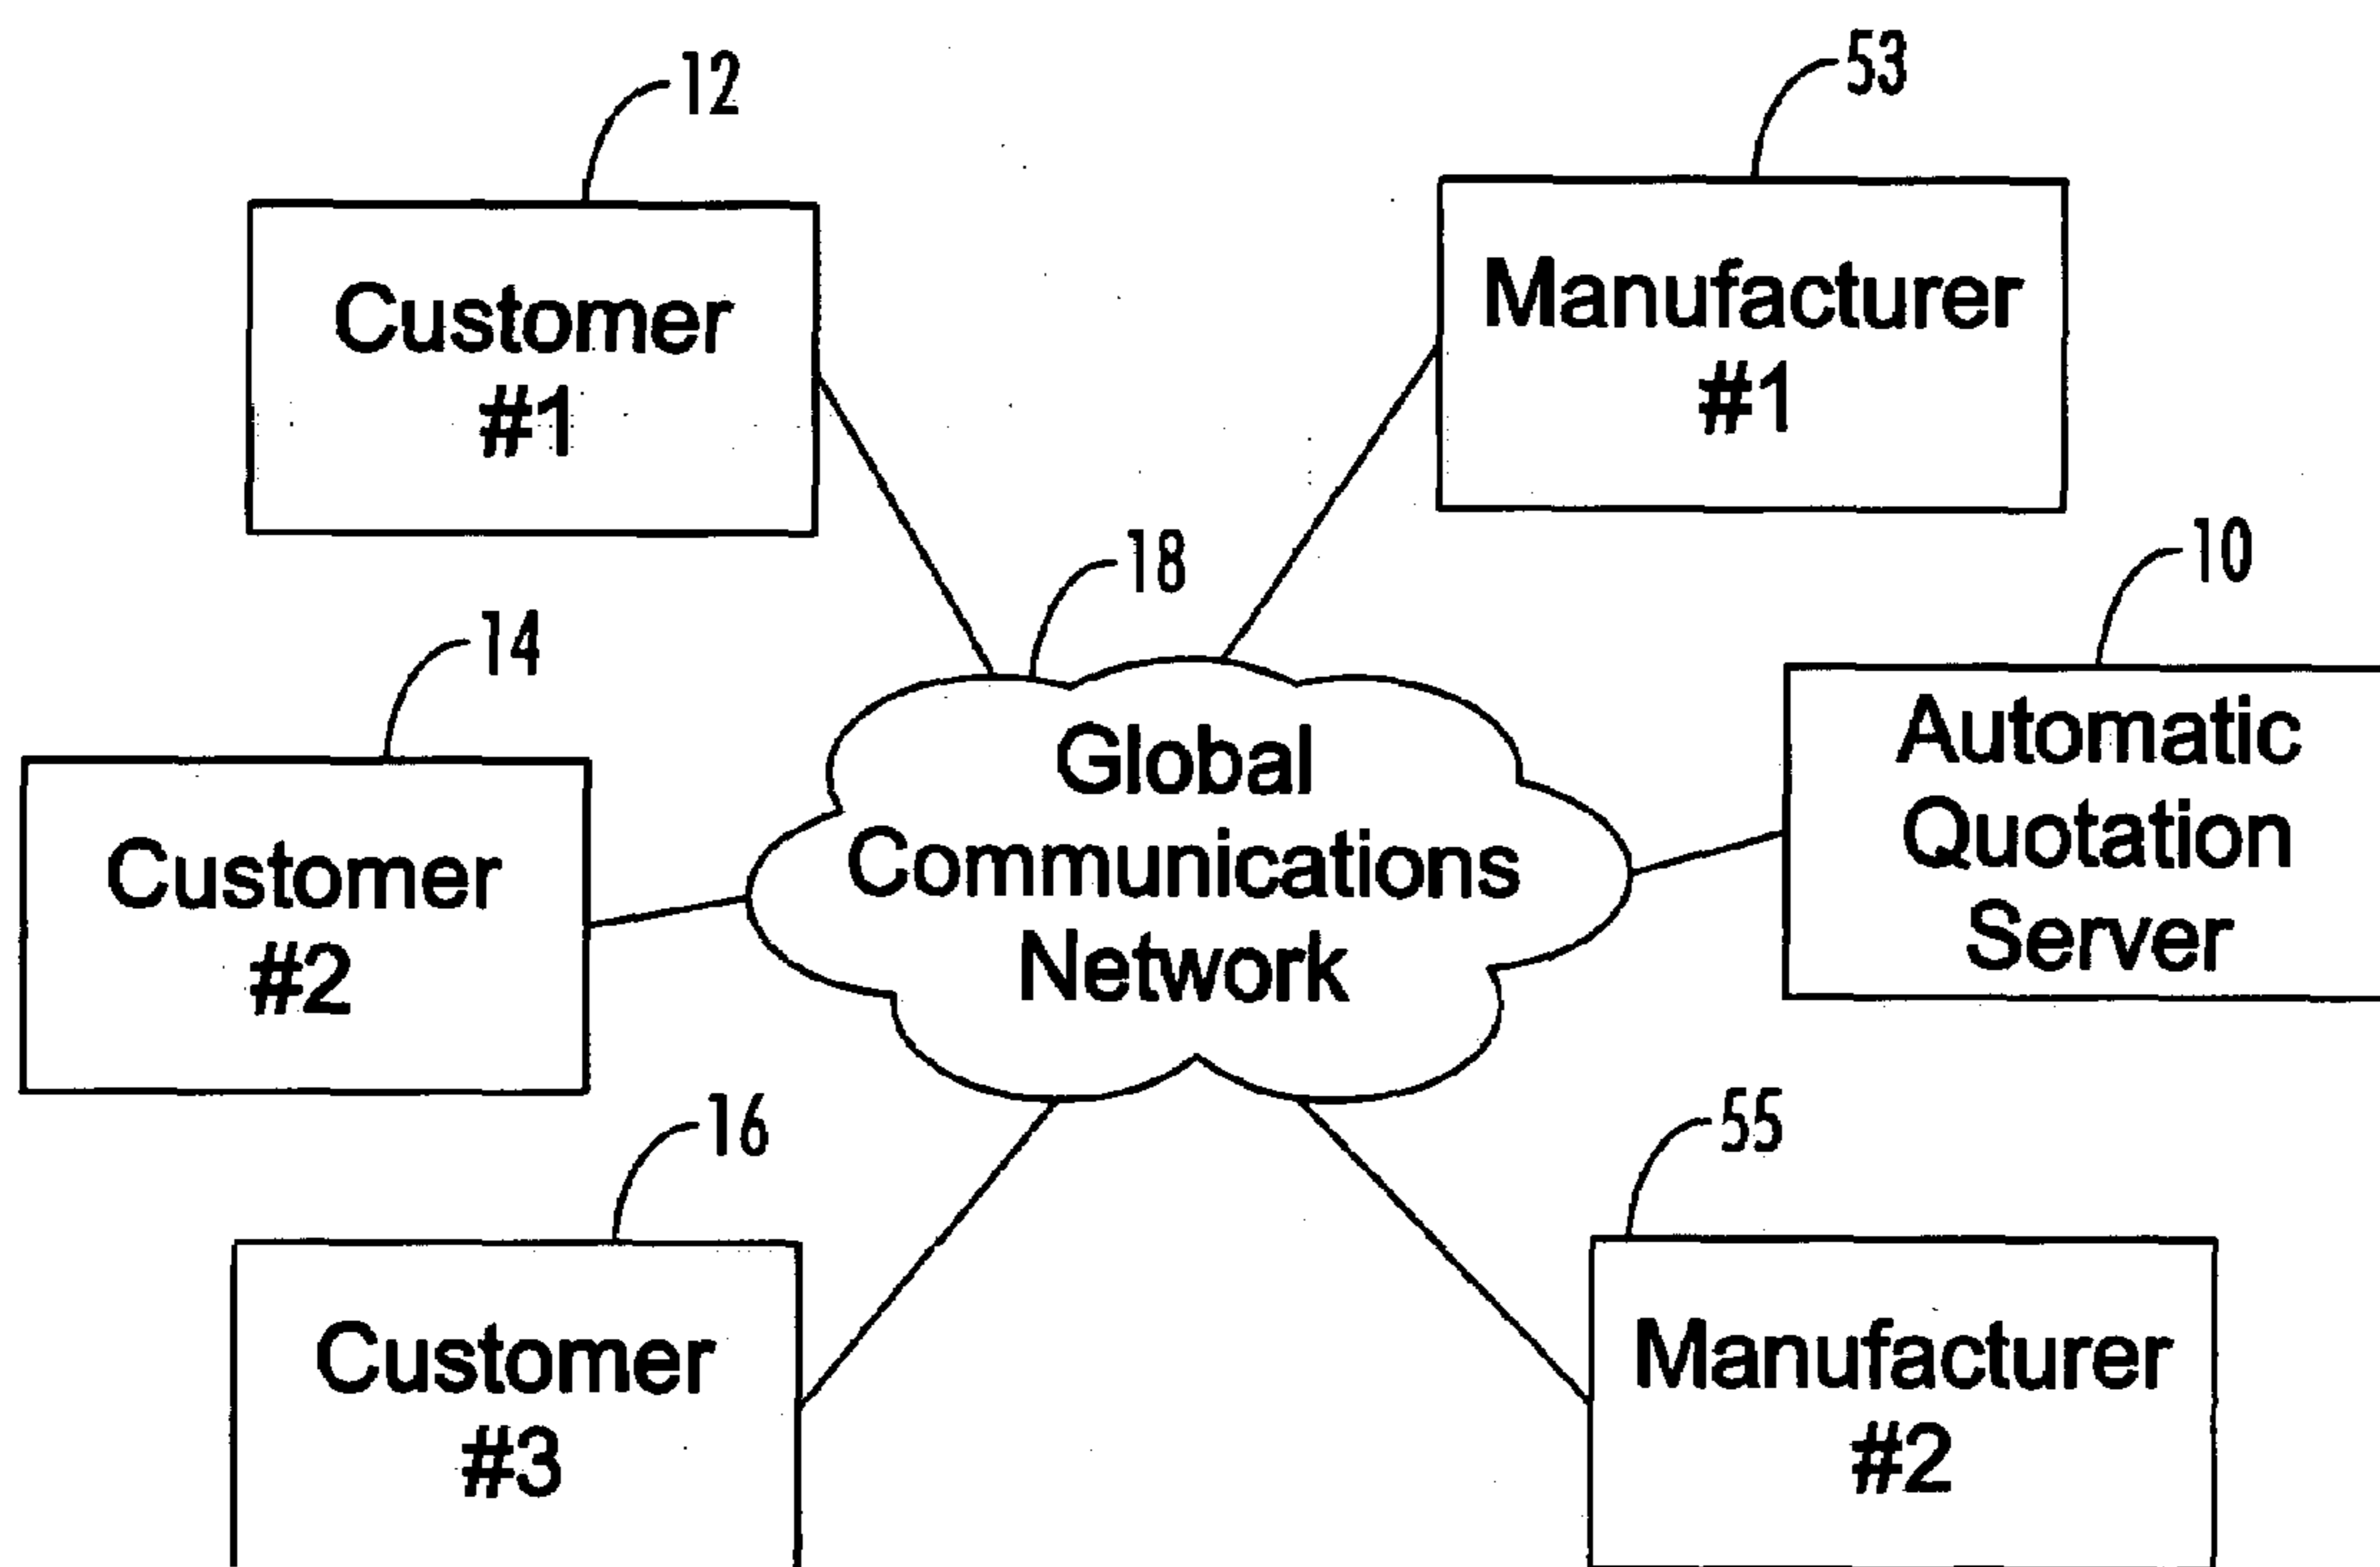 12
Customer
#1
53
Manufacturer
#1
18
Global
Communications
Network
10
Automatic
Quotation
Server
14
Customer
#2
16
Customer
#3
55
Manufacturer
#2